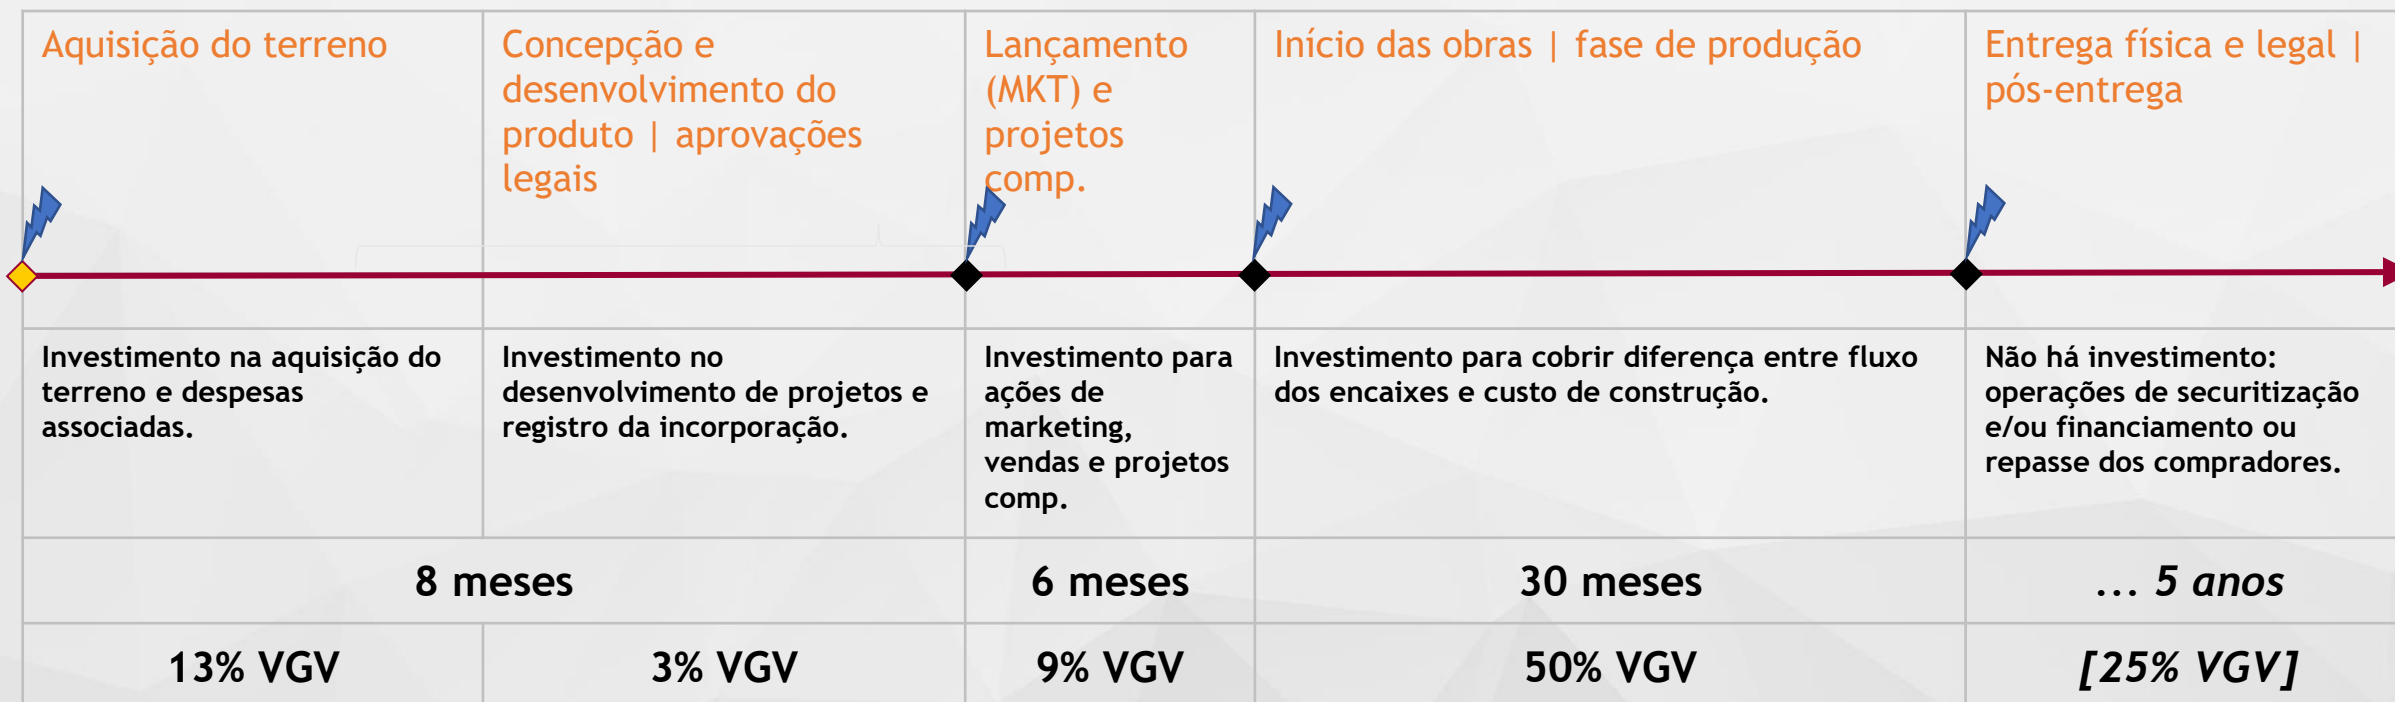 Aquisição do terreno
Concepção e
desenvolvimento do
produto | aprovações
legais
Lançamento
(MKT) e
projetos
comp.
Início das obras | fase de produção
Entrega física e legal |
pós-entrega
Investimento na aquisição do
terreno e despesas
associadas.
Investimento no
desenvolvimento de projetos e
registro da incorporação.
Investimento para
ações de
marketing,
vendas e projetos
comp.
Investimento para cobrir diferença entre fluxo
dos encaixes e custo de construção.
Não há investimento:
operações de securitização
e/ou financiamento ou
repasse dos compradores.
8 meses
6 meses
30 meses
... 5 anos
13% VGV
3% VGV
9% VGV
50% VGV
[25% VGV]